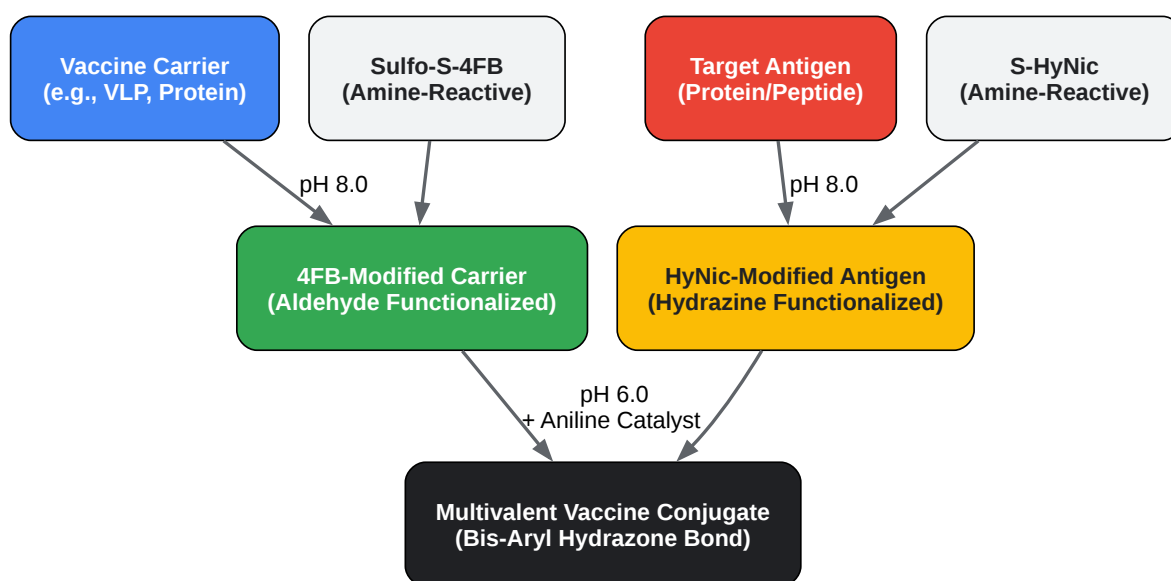 Vaccine Carrier
(e.g., VLP, Protein)
Sulfo-S-4FB
(Amine-Reactive)
Target Antigen
(Protein/Peptide)
S-HyNic
(Amine-Reactive)
pH 8.0
pH 8.0
4FB-Modified Carrier
(Aldehyde Functionalized)
HyNic-Modified Antigen
(Hydrazine Functionalized)
pH 6.0
+ Aniline Catalyst
Multivalent Vaccine Conjugate
(Bis-Aryl Hydrazone Bond)